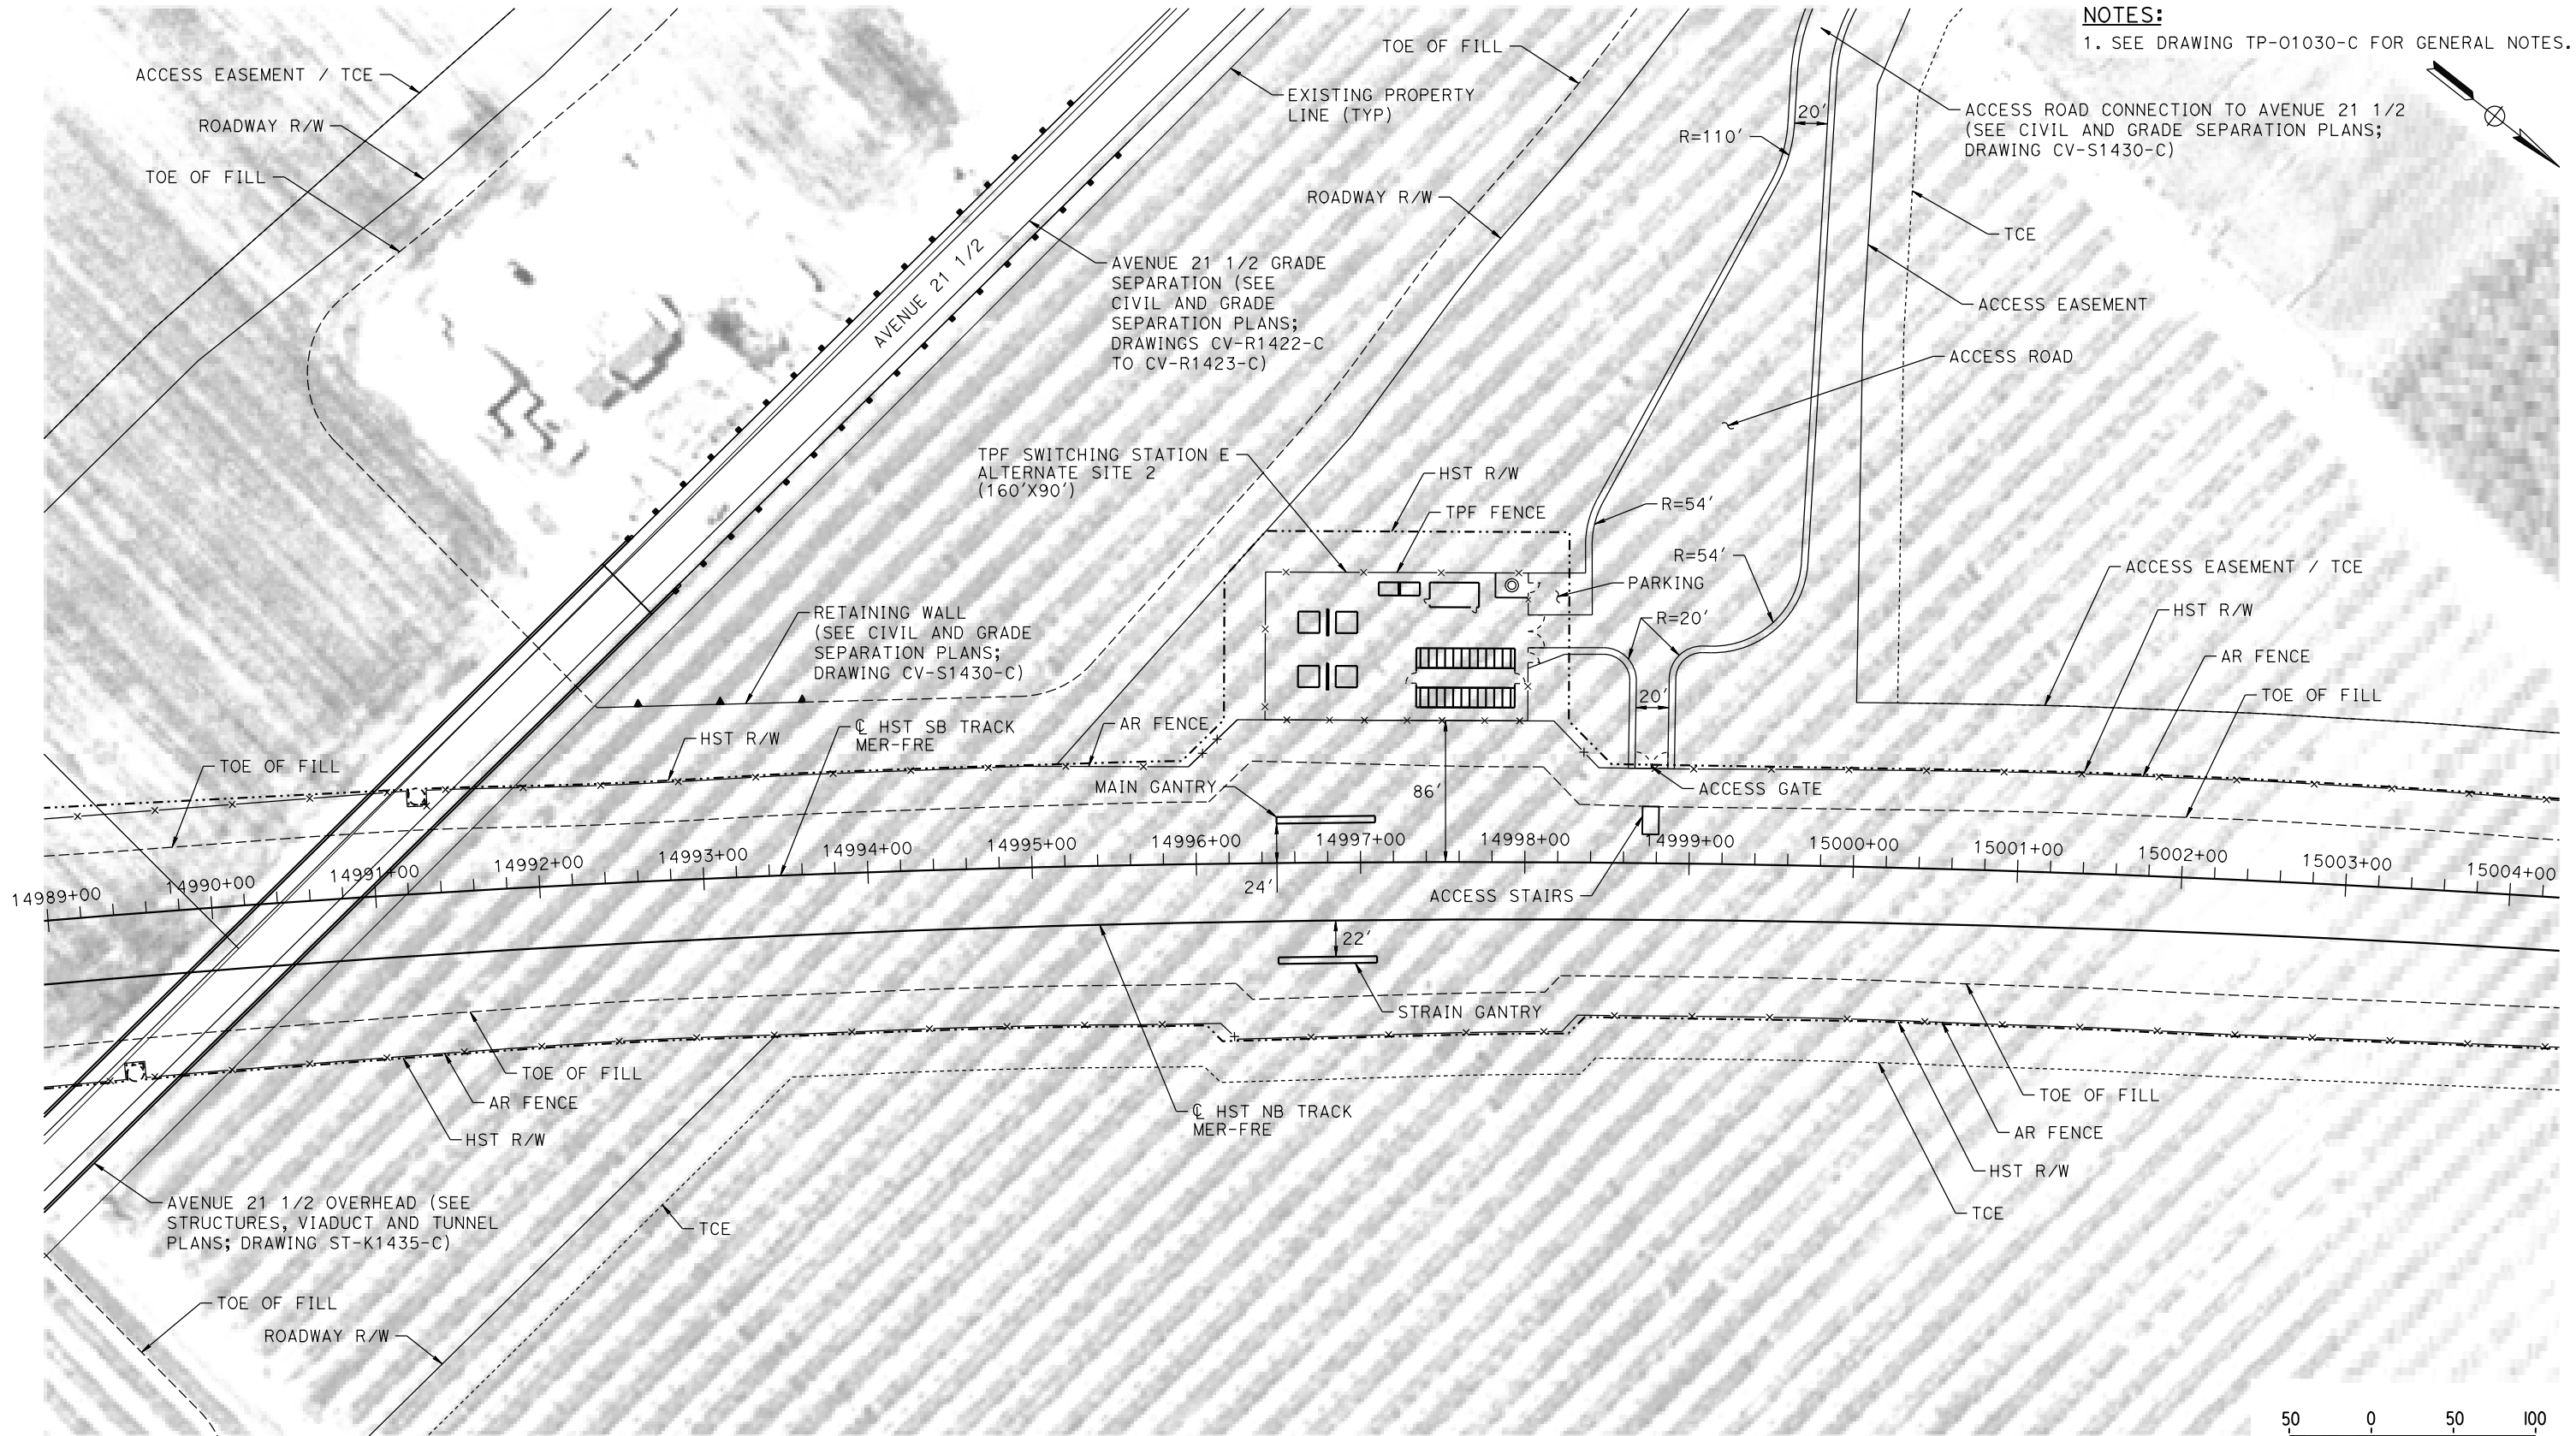 NOTES:
1. SEE DRAWING TP-O1030-C FOR GENERAL NOTES.
ACCESS EASEMENT / TCE
ROADWAY R/W
TOE OF FILL
TOE OF FILL
EXISTING PROPERTY
LINE (TYP)
ROADWAY R/W
R=110'
20'
ACCESS ROAD CONNECTION TO AVENUE 21 1/2
(SEE CIVIL AND GRADE SEPARATION PLANS;
DRAWING CV-S1430-C)
TCE
ACCESS EASEMENT
ACCESS ROAD
AVENUE 21 1/2
AVENUE 21 1/2 GRADE
SEPARATION (SEE
CIVIL AND GRADE
SEPARATION PLANS;
DRAWINGS CV-R1422-C
TO CV-R1423-C)
TPF SWITCHING STATION E
ALTERNATE SITE 2
(160'X90')
HST R/W
TPF FENCE
R=54'
R=54'
PARKING
R=20'
20'
ACCESS EASEMENT / TCE
HST R/W
AR FENCE
TOE OF FILL
RETAINING WALL
(SEE CIVIL AND GRADE
SEPARATION PLANS;
DRAWING CV-S1430-C)
℄ HST SB TRACK
MER-FRE
AR FENCE
HST R/W
TOE OF FILL
MAIN GANTRY
86'
ACCESS GATE
14989+00
14990+00
14991+00
14992+00
14993+00
14994+00
14995+00
14996+00
14997+00
14998+00
14999+00
15000+00
15001+00
15002+00
15003+00
15004+00
24'
ACCESS STAIRS
22'
STRAIN GANTRY
TOE OF FILL
AR FENCE
HST R/W
℄ HST NB TRACK
MER-FRE
TOE OF FILL
AR FENCE
HST R/W
TCE
AVENUE 21 1/2 OVERHEAD (SEE
STRUCTURES, VIADUCT AND TUNNEL
PLANS; DRAWING ST-K1435-C)
TCE
TOE OF FILL
ROADWAY R/W
50 0 50 100